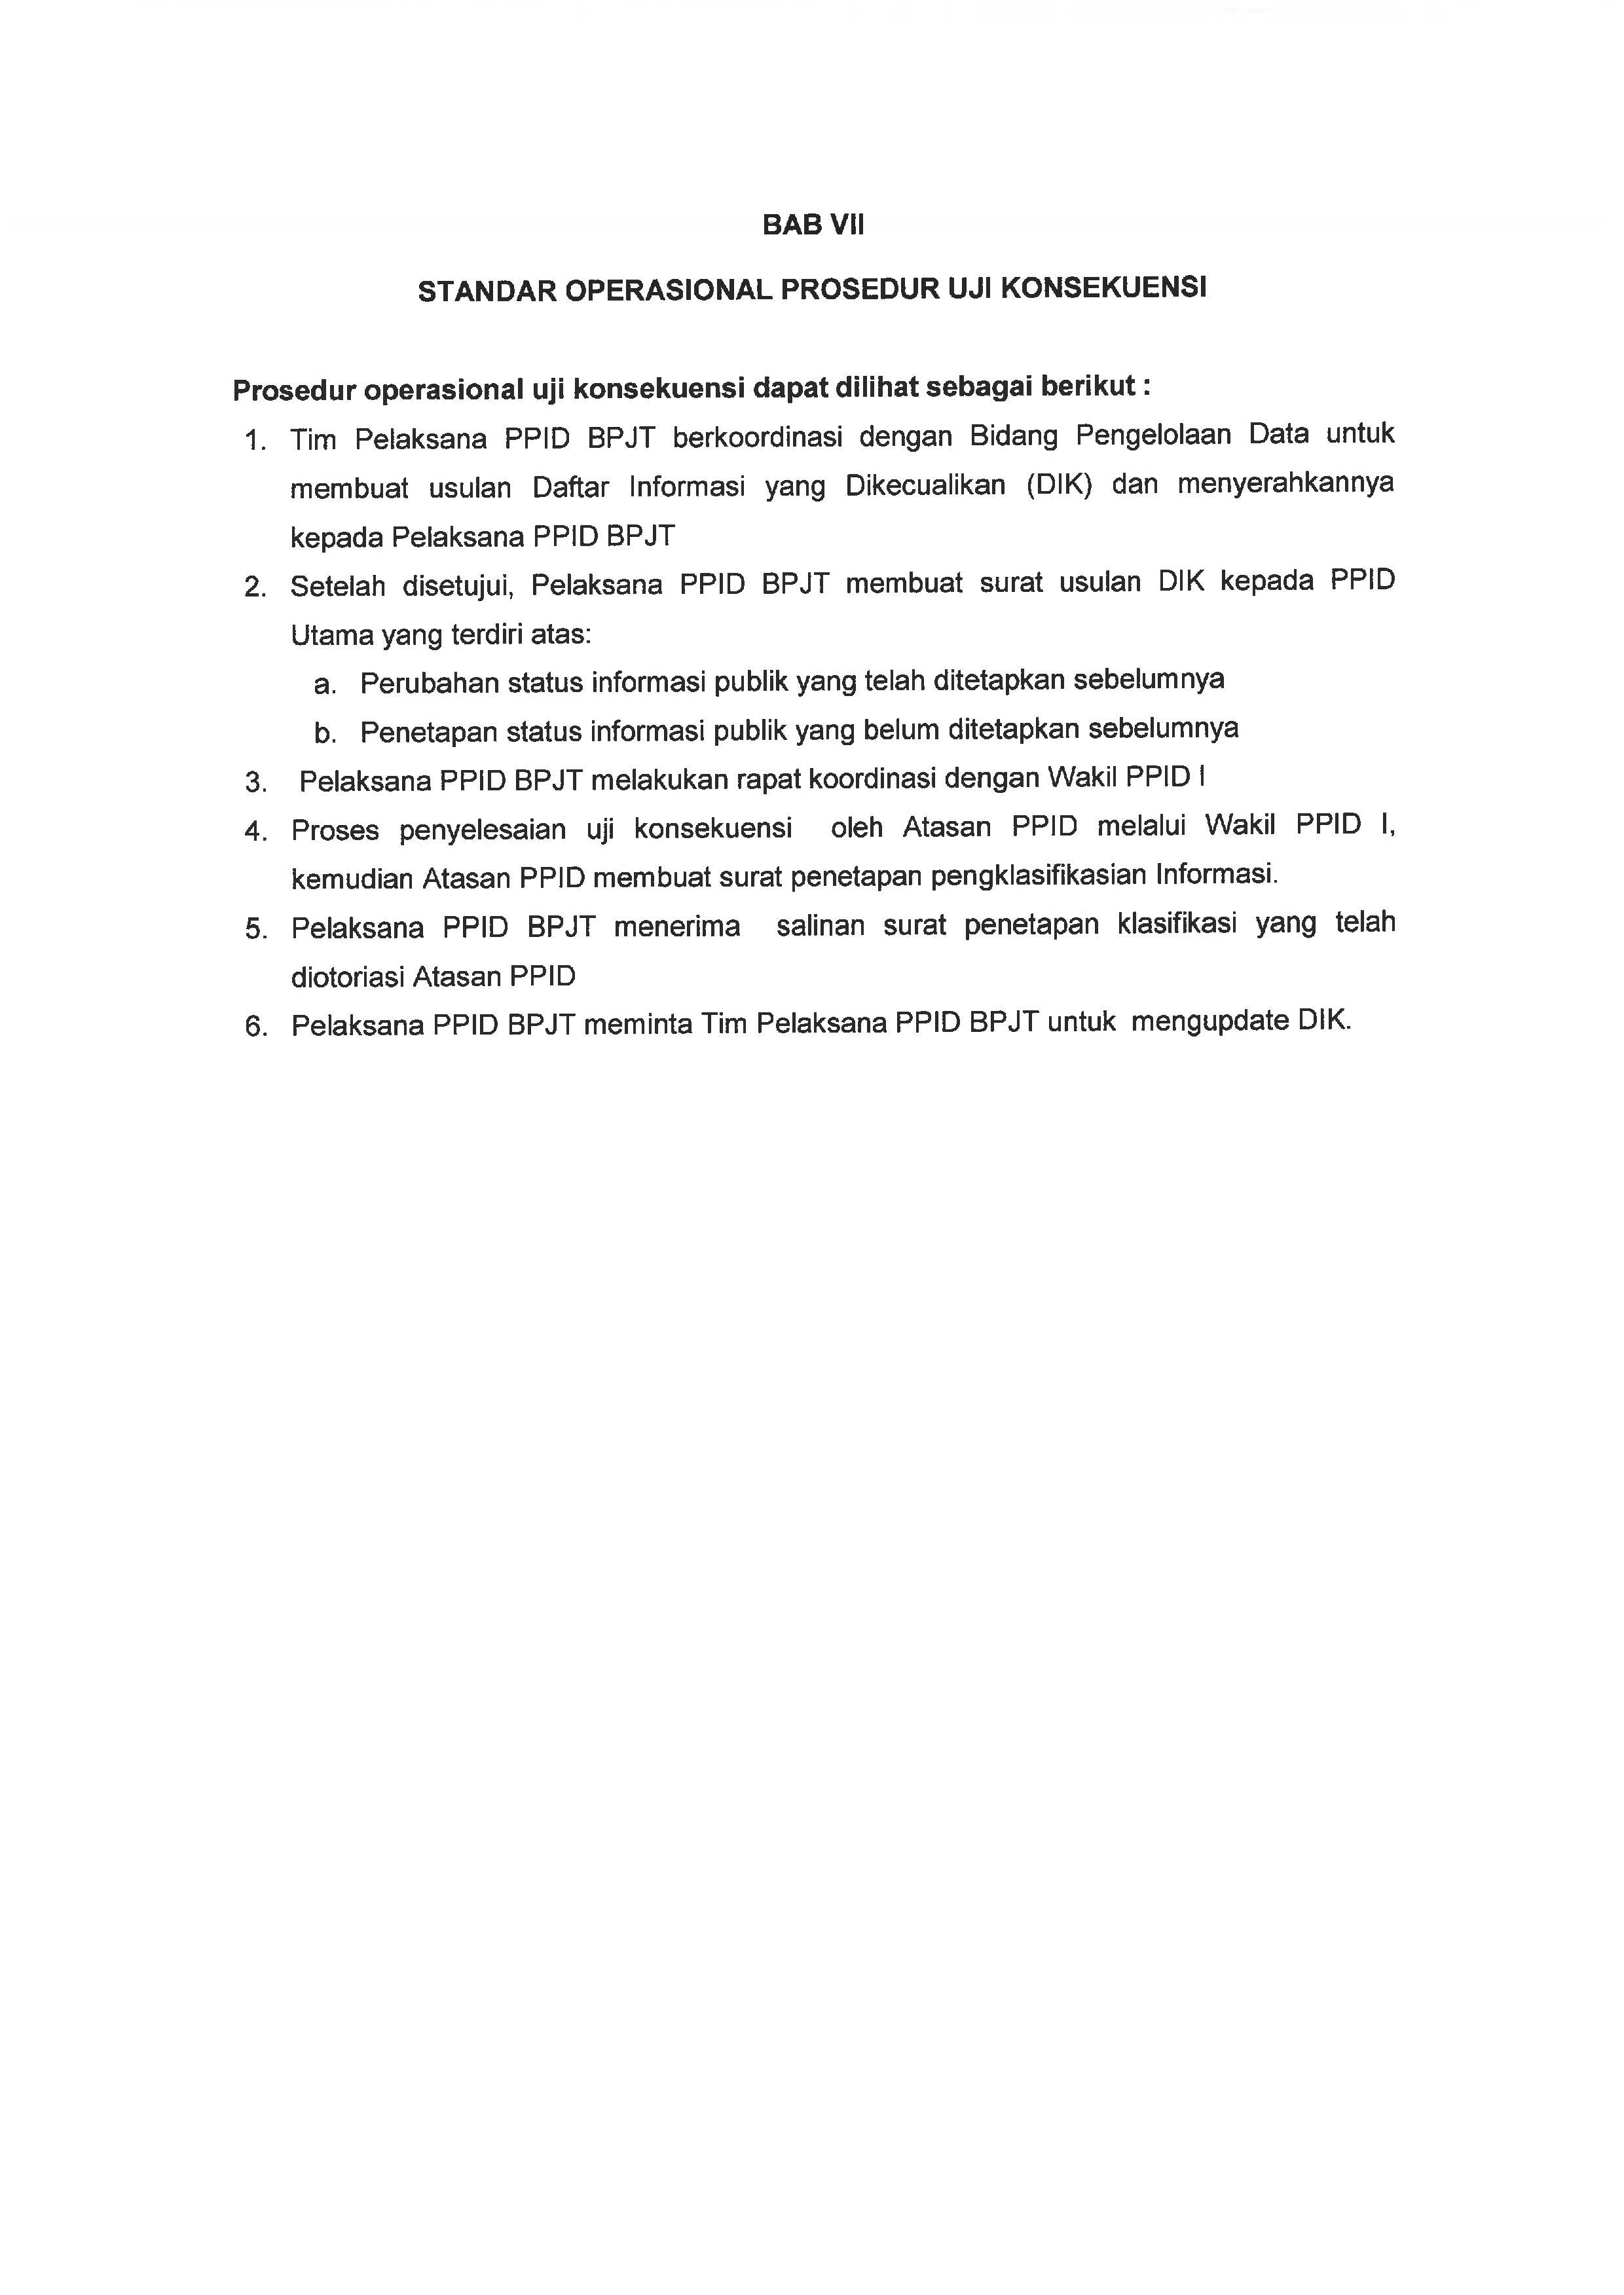 BAB VII
STANDAR OPERASIONAL PROSEDUR UJI KONSEKUENSI
Prosedur operasional uji konsekuensi dapat dilihat sebagai berikut :
1. Tim Pelaksana PPID BPJT berkoordinasi dengan Bidang Pengelolaan Data untuk
membuat usulan Daftar Informasi yang Dikecualikan (DIK) dan menyerahkannya
kepada Pelaksana PPID BPJT
2. Setelah disetujui, Pelaksana PPID BPJT membuat surat usulan DIK kepada PPID
Utama yang terdiri atas:
a. Perubahan status informasi publik yang telah ditetapkan sebelumnya
b. Penetapan status informasi publik yang belum ditetapkan sebelumnya
3. Pelaksana PPID BPJT melakukan rapat koordinasi dengan Wakil PPID I
4. Proses penyelesaian uji konsekuensi oleh Atasan PPID melalui Wakil PPID I,
kemudian Atasan PPID membuat surat penetapan pengklasifikasian Informasi.
5. Pelaksana PPID BPJT menerima salinan surat penetapan klasifikasi yang telah
diotoriasi Atasan PPID
6. Pelaksana PPID BPJT meminta Tim Pelaksana PPID BPJT untuk mengupdate DIK.